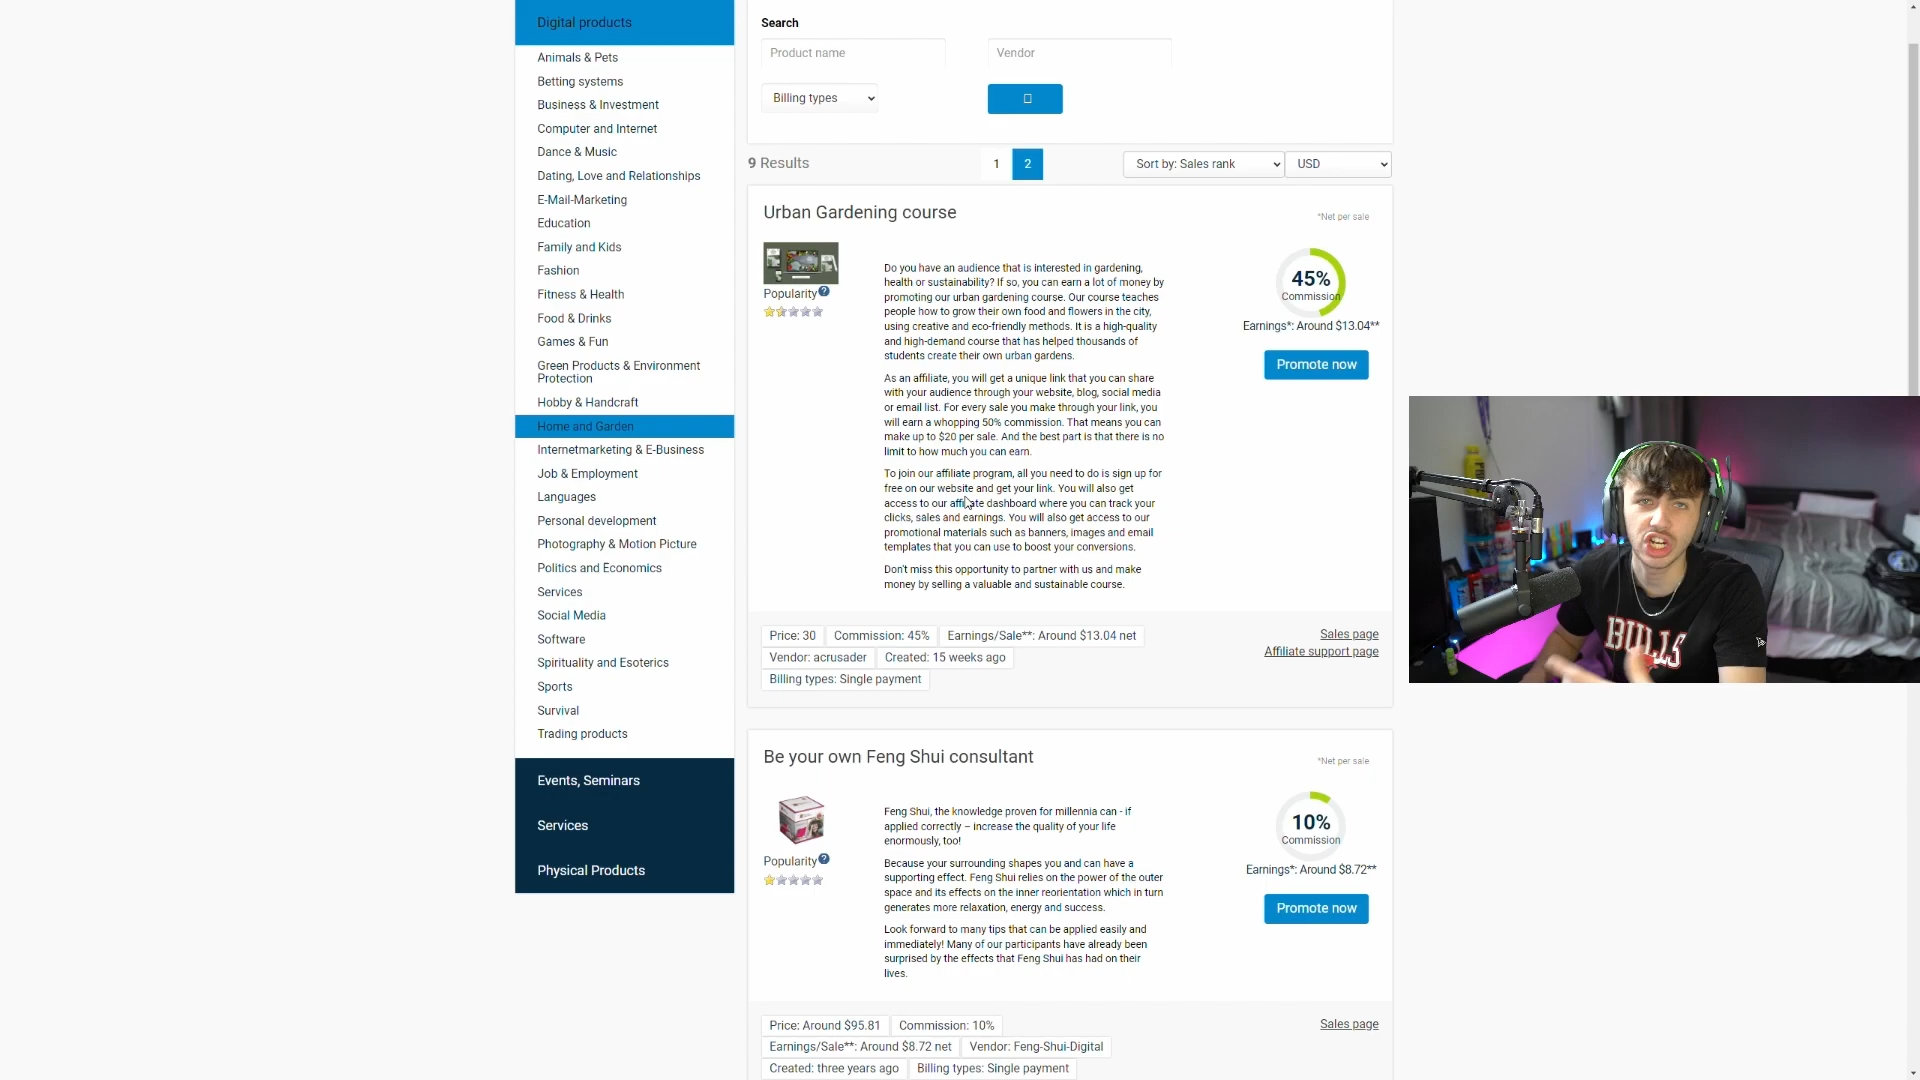 Digital products
Animals & Pets
Betting systems
Business & Investment
Computer and Internet
Dance & Music
Dating, Love and Relationships
E-Mail-Marketing
Education
Family and Kids
Fashion
Fitness & Health
Food & Drinks
Games & Fun
Green Products & Environment
Protection
Hobby & Handcraft
Home and Garden
Internetmarketing & E-Business
Job & Employment
Languages
Personal development
Photography & Motion Picture
Politics and Economics
Services
Social Media
Software
Spirituality and Esoterics
Sports
Survival
Trading products
Events, Seminars
Services
Physical Products
Search
Product name
Vendor
Billing types
9 Results
1
2
Sort by: Sales rank
USD
Urban Gardening course
*Net per sale
Popularity
Do you have an audience that is interested in gardening,
health or sustainability? If so, you can earn a lot of money by
promoting our urban gardening course. Our course teaches
people how to grow their own food and flowers in the city,
using creative and eco-friendly methods. It is a high-quality
and high-demand course that has helped thousands of
students create their own urban gardens.
As an affiliate, you will get a unique link that you can share
with your audience through your website, blog, social media
or email list. For every sale you make through your link, you
will earn a whopping 50% commission. That means you can
make up to $20 per sale. And the best part is that there is no
limit to how much you can earn.
To join our affiliate program, all you need to do is sign up for
free on our website and get your link. You will also get
access to our affiliate dashboard where you can track your
clicks, sales and earnings. You will also get access to our
promotional materials such as banners, images and email
templates that you can use to boost your conversions.
Don't miss this opportunity to partner with us and make
money by selling a valuable and sustainable course.
45%
Commission
Earnings*: Around $13.04**
Promote now
Price: 30
Commission: 45%
Earnings/Sale**: Around $13.04 net
Vendor: acrusader
Created: 15 weeks ago
Billing types: Single payment
Sales page
Affiliate support page
Be your own Feng Shui consultant
*Net per sale
Popularity
Feng Shui, the knowledge proven for millennia can - if
applied correctly – increase the quality of your life
enormously, too!
Because your surrounding shapes you and can have a
supporting effect. Feng Shui relies on the power of the outer
space and its effects on the inner reorientation which in turn
generates more relaxation, energy and success.
Look forward to many tips that can be applied easily and
immediately! Many of our participants have already been
surprised by the effects that Feng Shui has had on their
lives.
10%
Commission
Earnings*: Around $8.72**
Promote now
Price: Around $95.81
Commission: 10%
Earnings/Sale**: Around $8.72 net
Vendor: Feng-Shui-Digital
Created: three years ago
Billing types: Single payment
Sales page
BULLS